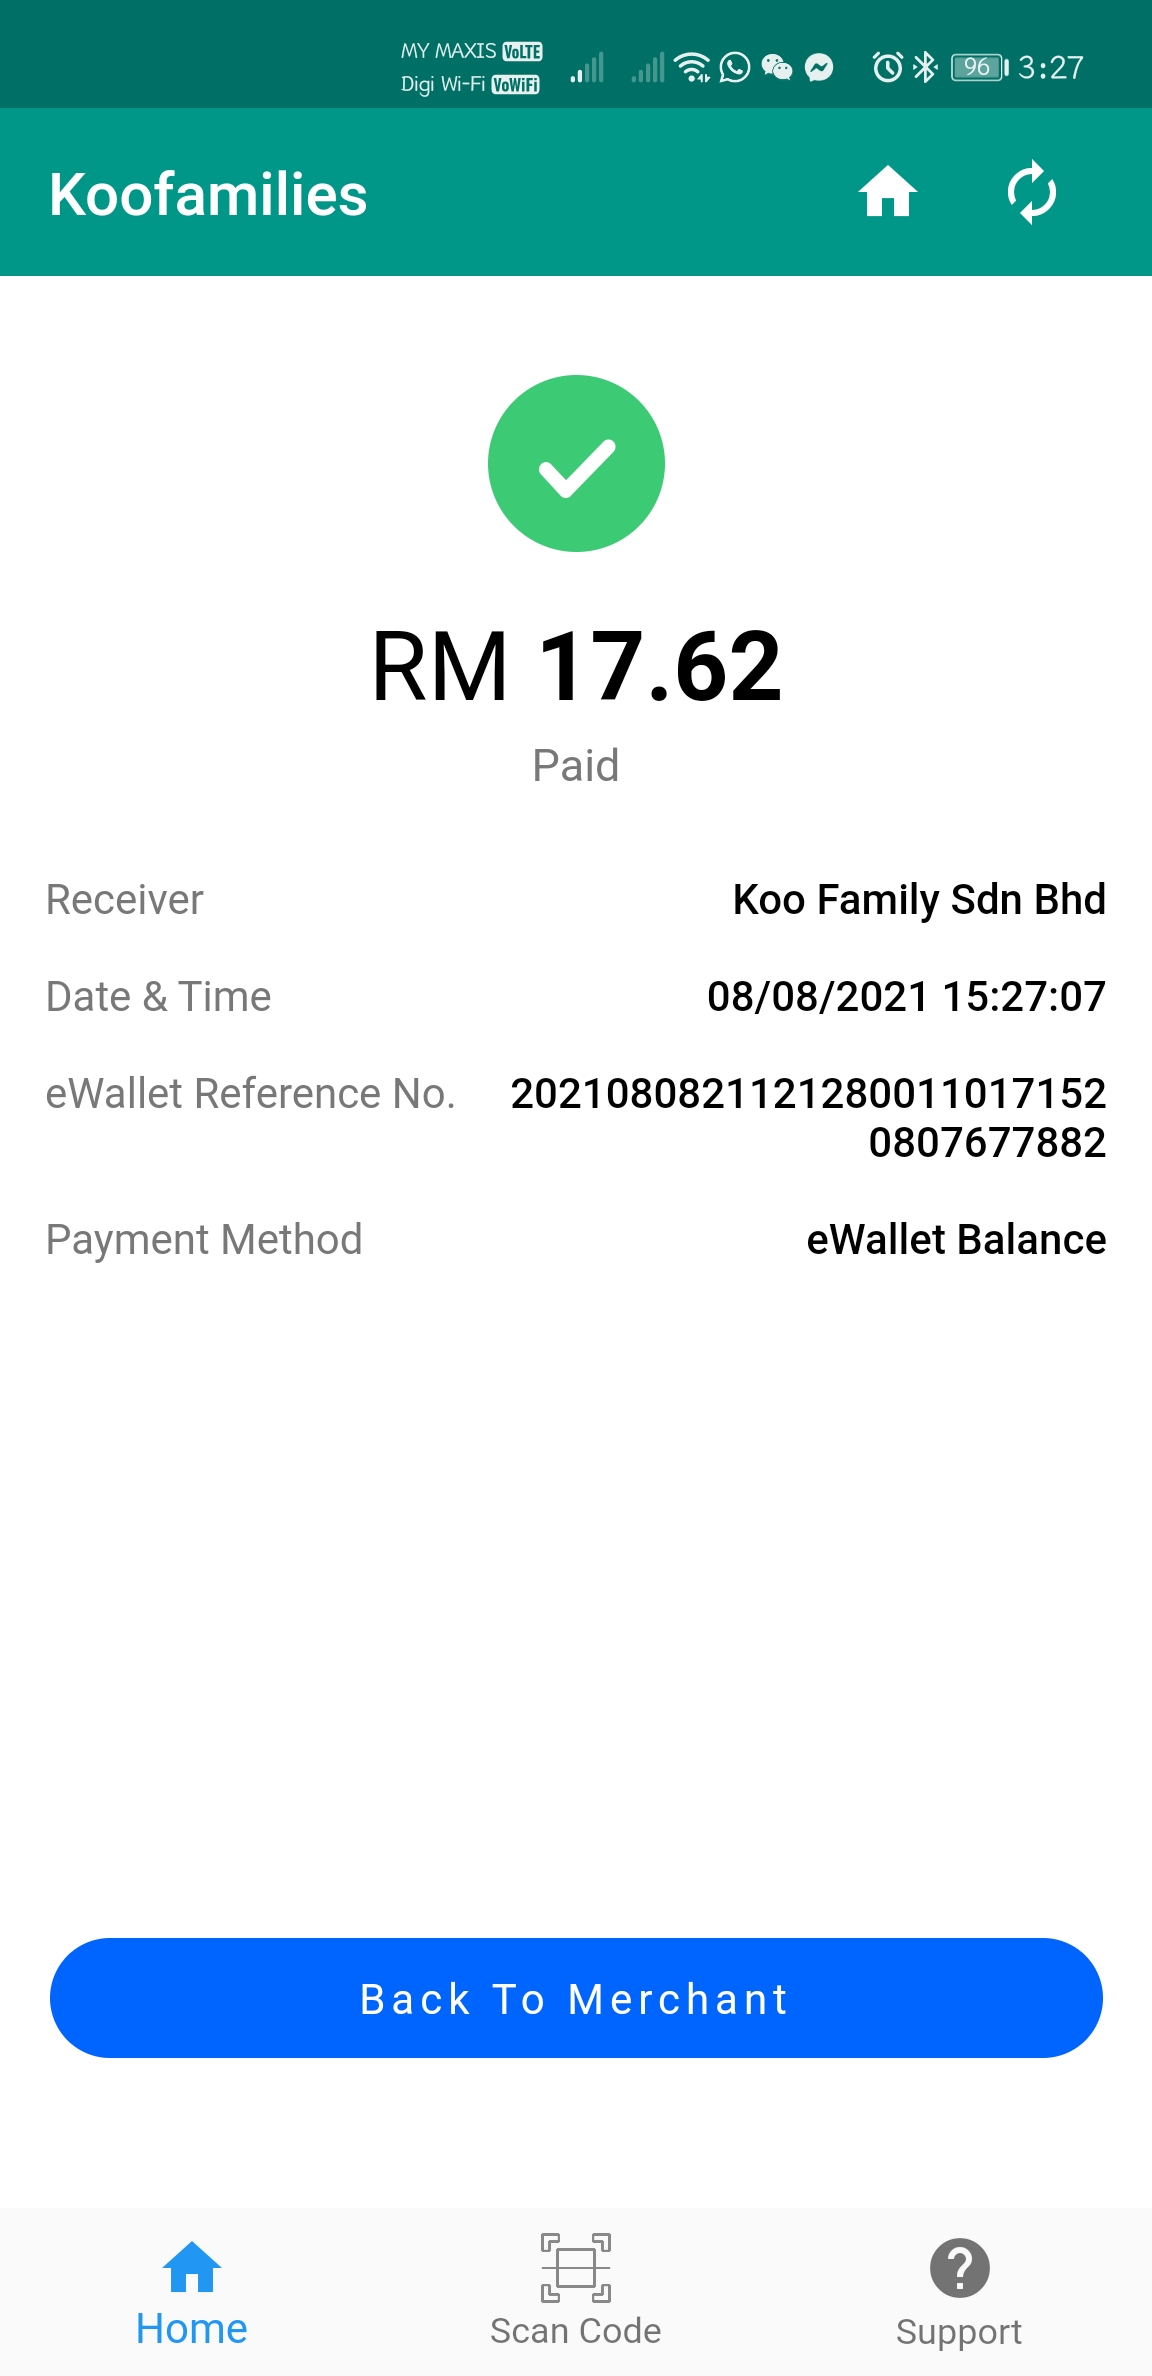 MY MAXIS VoLTE
Digi Wi-Fi VoWiFi
96 3:27
Koofamilies
RM 17.62
Paid
Receiver Koo Family Sdn Bhd
Date & Time 08/08/2021 15:27:07
eWallet Reference No. 2021080821121280011017152
0807677882
Payment Method eWallet Balance
Back To Merchant
Home Scan Code Support